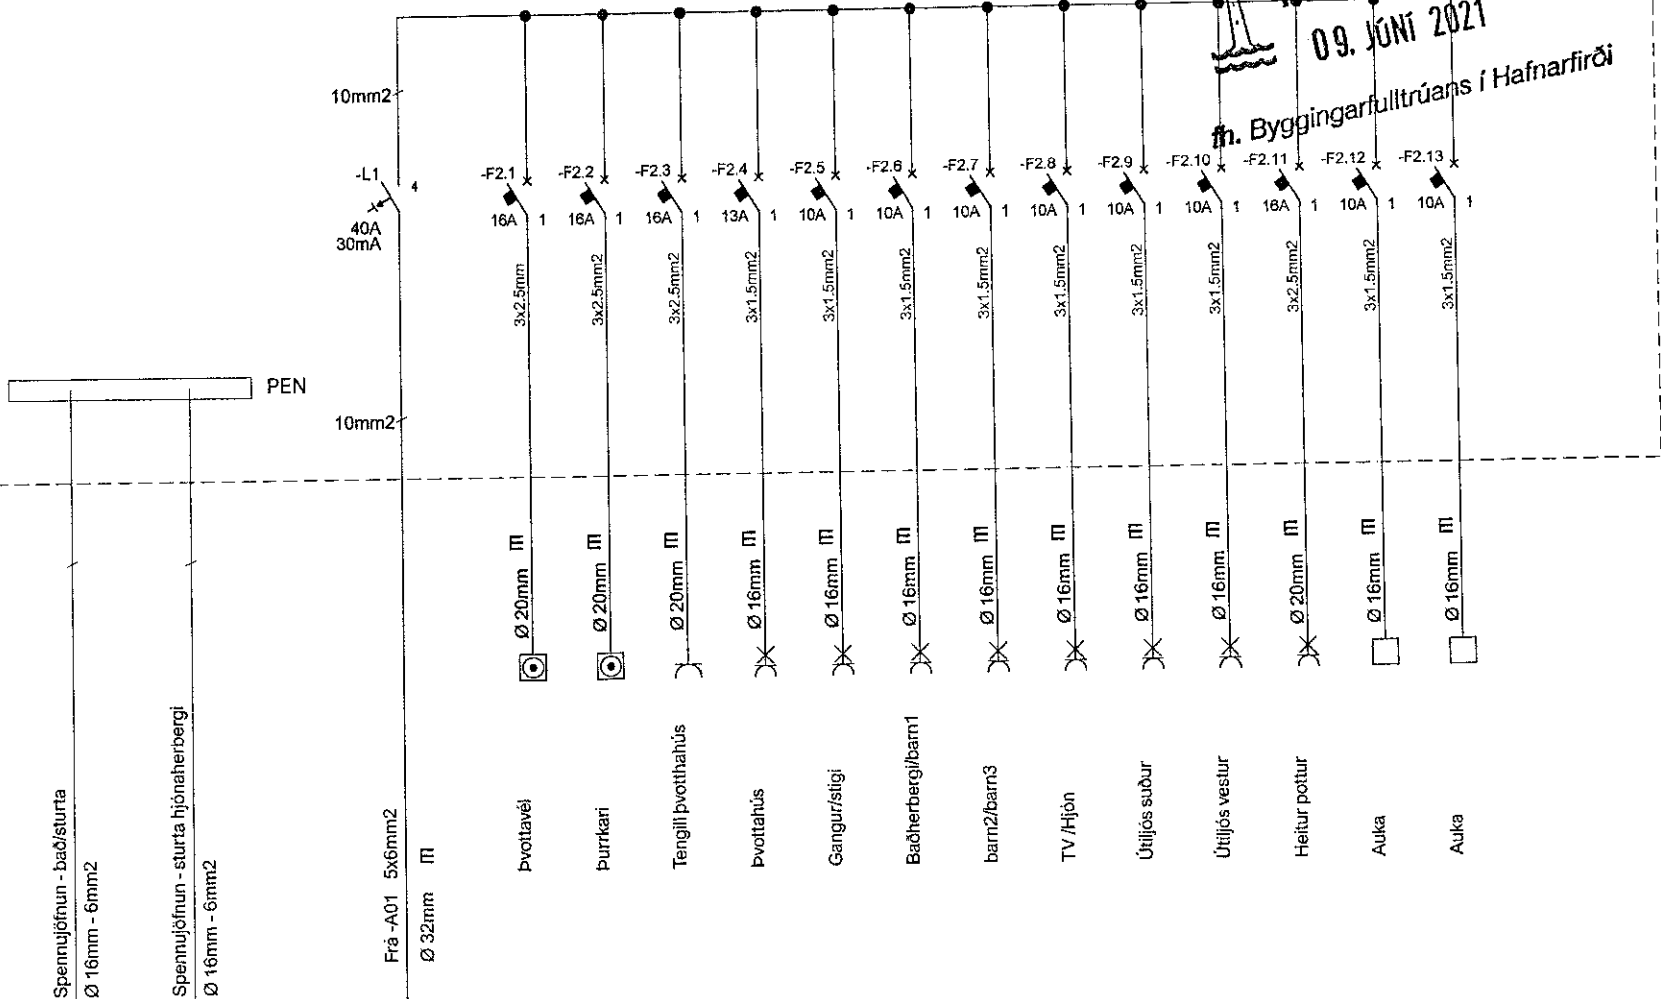 09. JÚNÍ 2021
fh. Byggingarfulltrúans í Hafnarfirði
10mm2
-L1
4
40A
30mA
10mm2
PEN
-F2.1
16A 1
3x2.5mm
Ø 20mm
Þvottavél
-F2.2
16A 1
3x2.5mm2
Ø 20mm
Þurrkari
-F2.3
16A 1
3x2.5mm2
Ø 20mm
Tengill þvotthahús
-F2.4
13A 1
3x1.5mm2
Ø 16mm
Þvottahús
-F2.5
10A 1
3x1.5mm2
Ø 16mm
Gangur/stigi
-F2.6
10A 1
3x1.5mm2
Ø 16mm
Baðherbergi/barn1
-F2.7
10A 1
3x1.5mm2
Ø 16mm
barn2/barn3
-F2.8
10A 1
3x1.5mm2
Ø 16mm
TV /Hjón
-F2.9
10A 1
3x1.5mm2
Ø 16mm
Útiljós suður
-F2.10
10A 1
3x1.5mm2
Ø 16mm
Útiljós vestur
-F2.11
16A 1
3x2.5mm2
Ø 20mm
Heitur pottur
-F2.12
10A 1
3x1.5mm2
Ø 16mm
Auka
-F2.13
10A 1
3x1.5mm2
Ø 16mm
Auka
Spennujöfnun - bað/sturta
Ø 16mm - 6mm2
Spennujöfnun - sturta hjónaherbergi
Ø 16mm - 6mm2
Frá -A01 5x6mm2
Ø 32mm